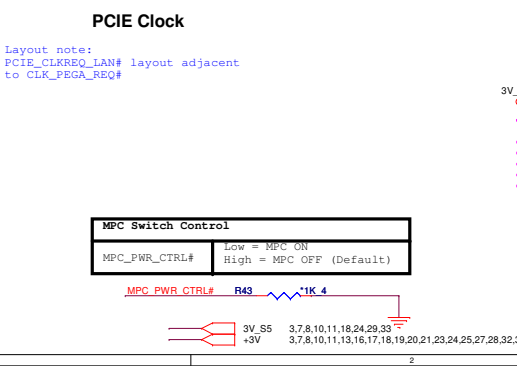 PCIE Clock
Layout note:
PCIE_CLKREQ_LAN# layout adjacent
to CLK_PEGA_REQ#
3V_
MPC Switch Control
MPC_PWR_CTRL#
Low = MPC ON
High = MPC OFF (Default)
MPC_PWR_CTRL# R43 *1K_4
3V_S5 3,7,8,10,11,18,24,29,33
+3V 3,7,8,10,11,13,16,17,18,19,20,21,23,24,25,27,28,32,
2